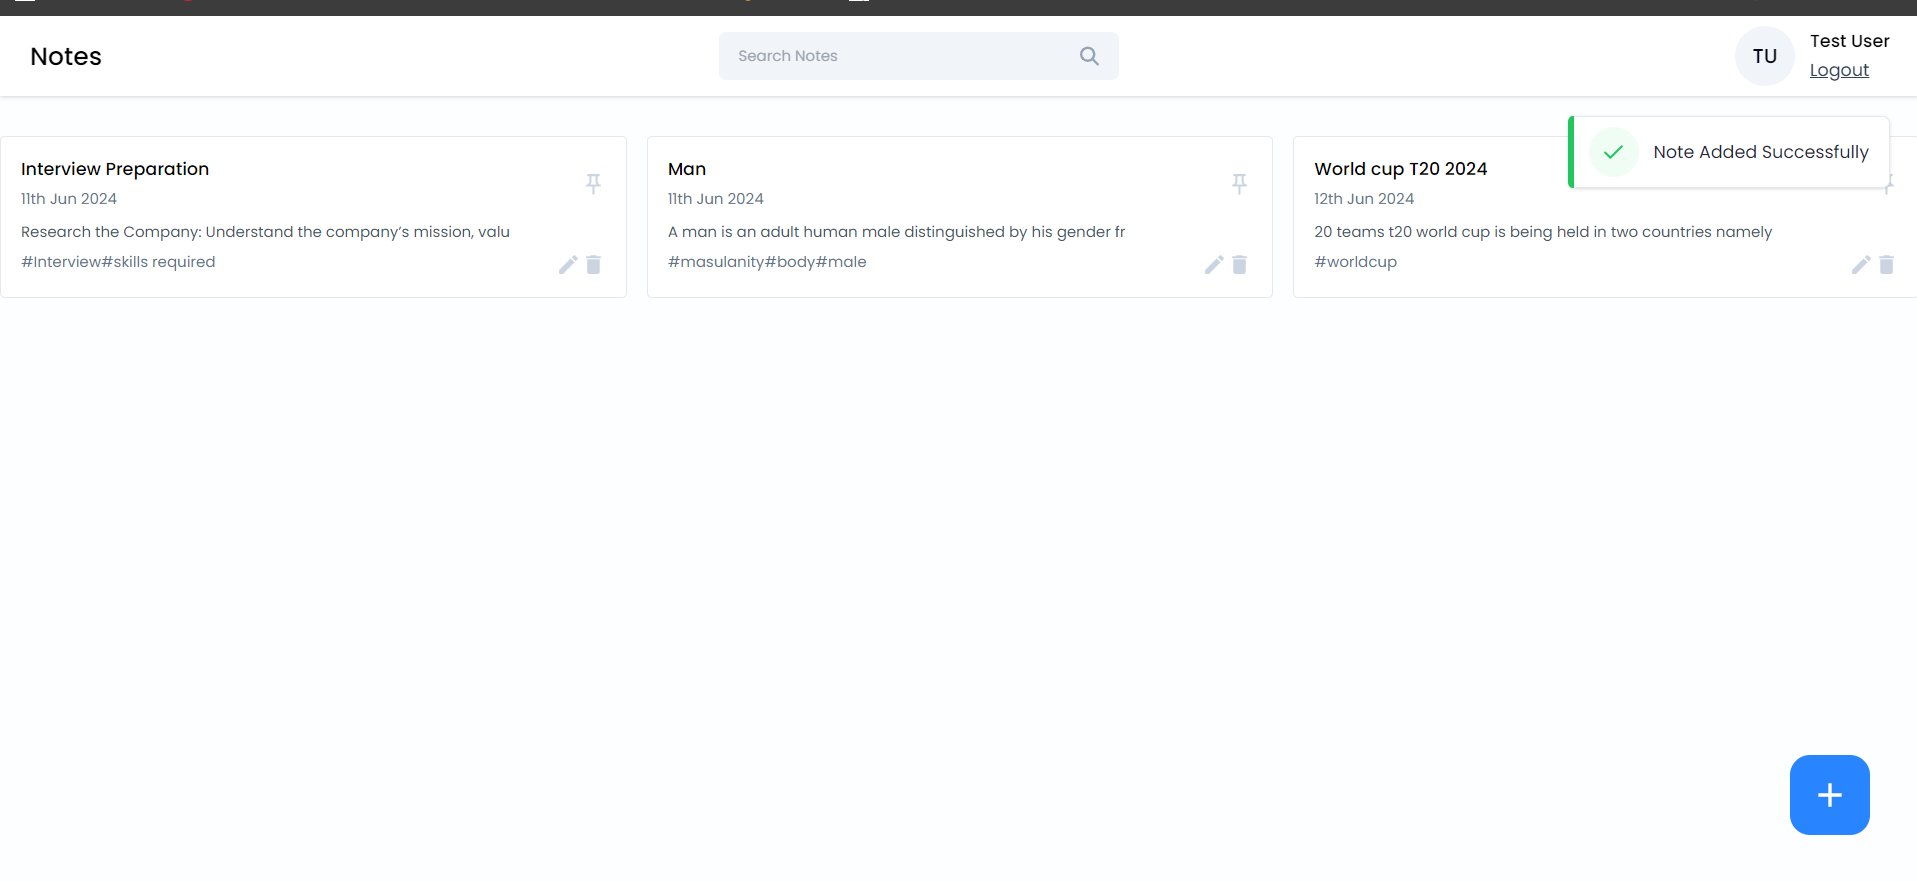 Notes
Search Notes
TU
Test User
Logout
Note Added Successfully
Interview Preparation
11th Jun 2024
Research the Company: Understand the company’s mission, valu
#Interview#skills required
Man
11th Jun 2024
A man is an adult human male distinguished by his gender fr
#masulanity#body#male
World cup T20 2024
12th Jun 2024
20 teams t20 world cup is being held in two countries namely
#worldcup